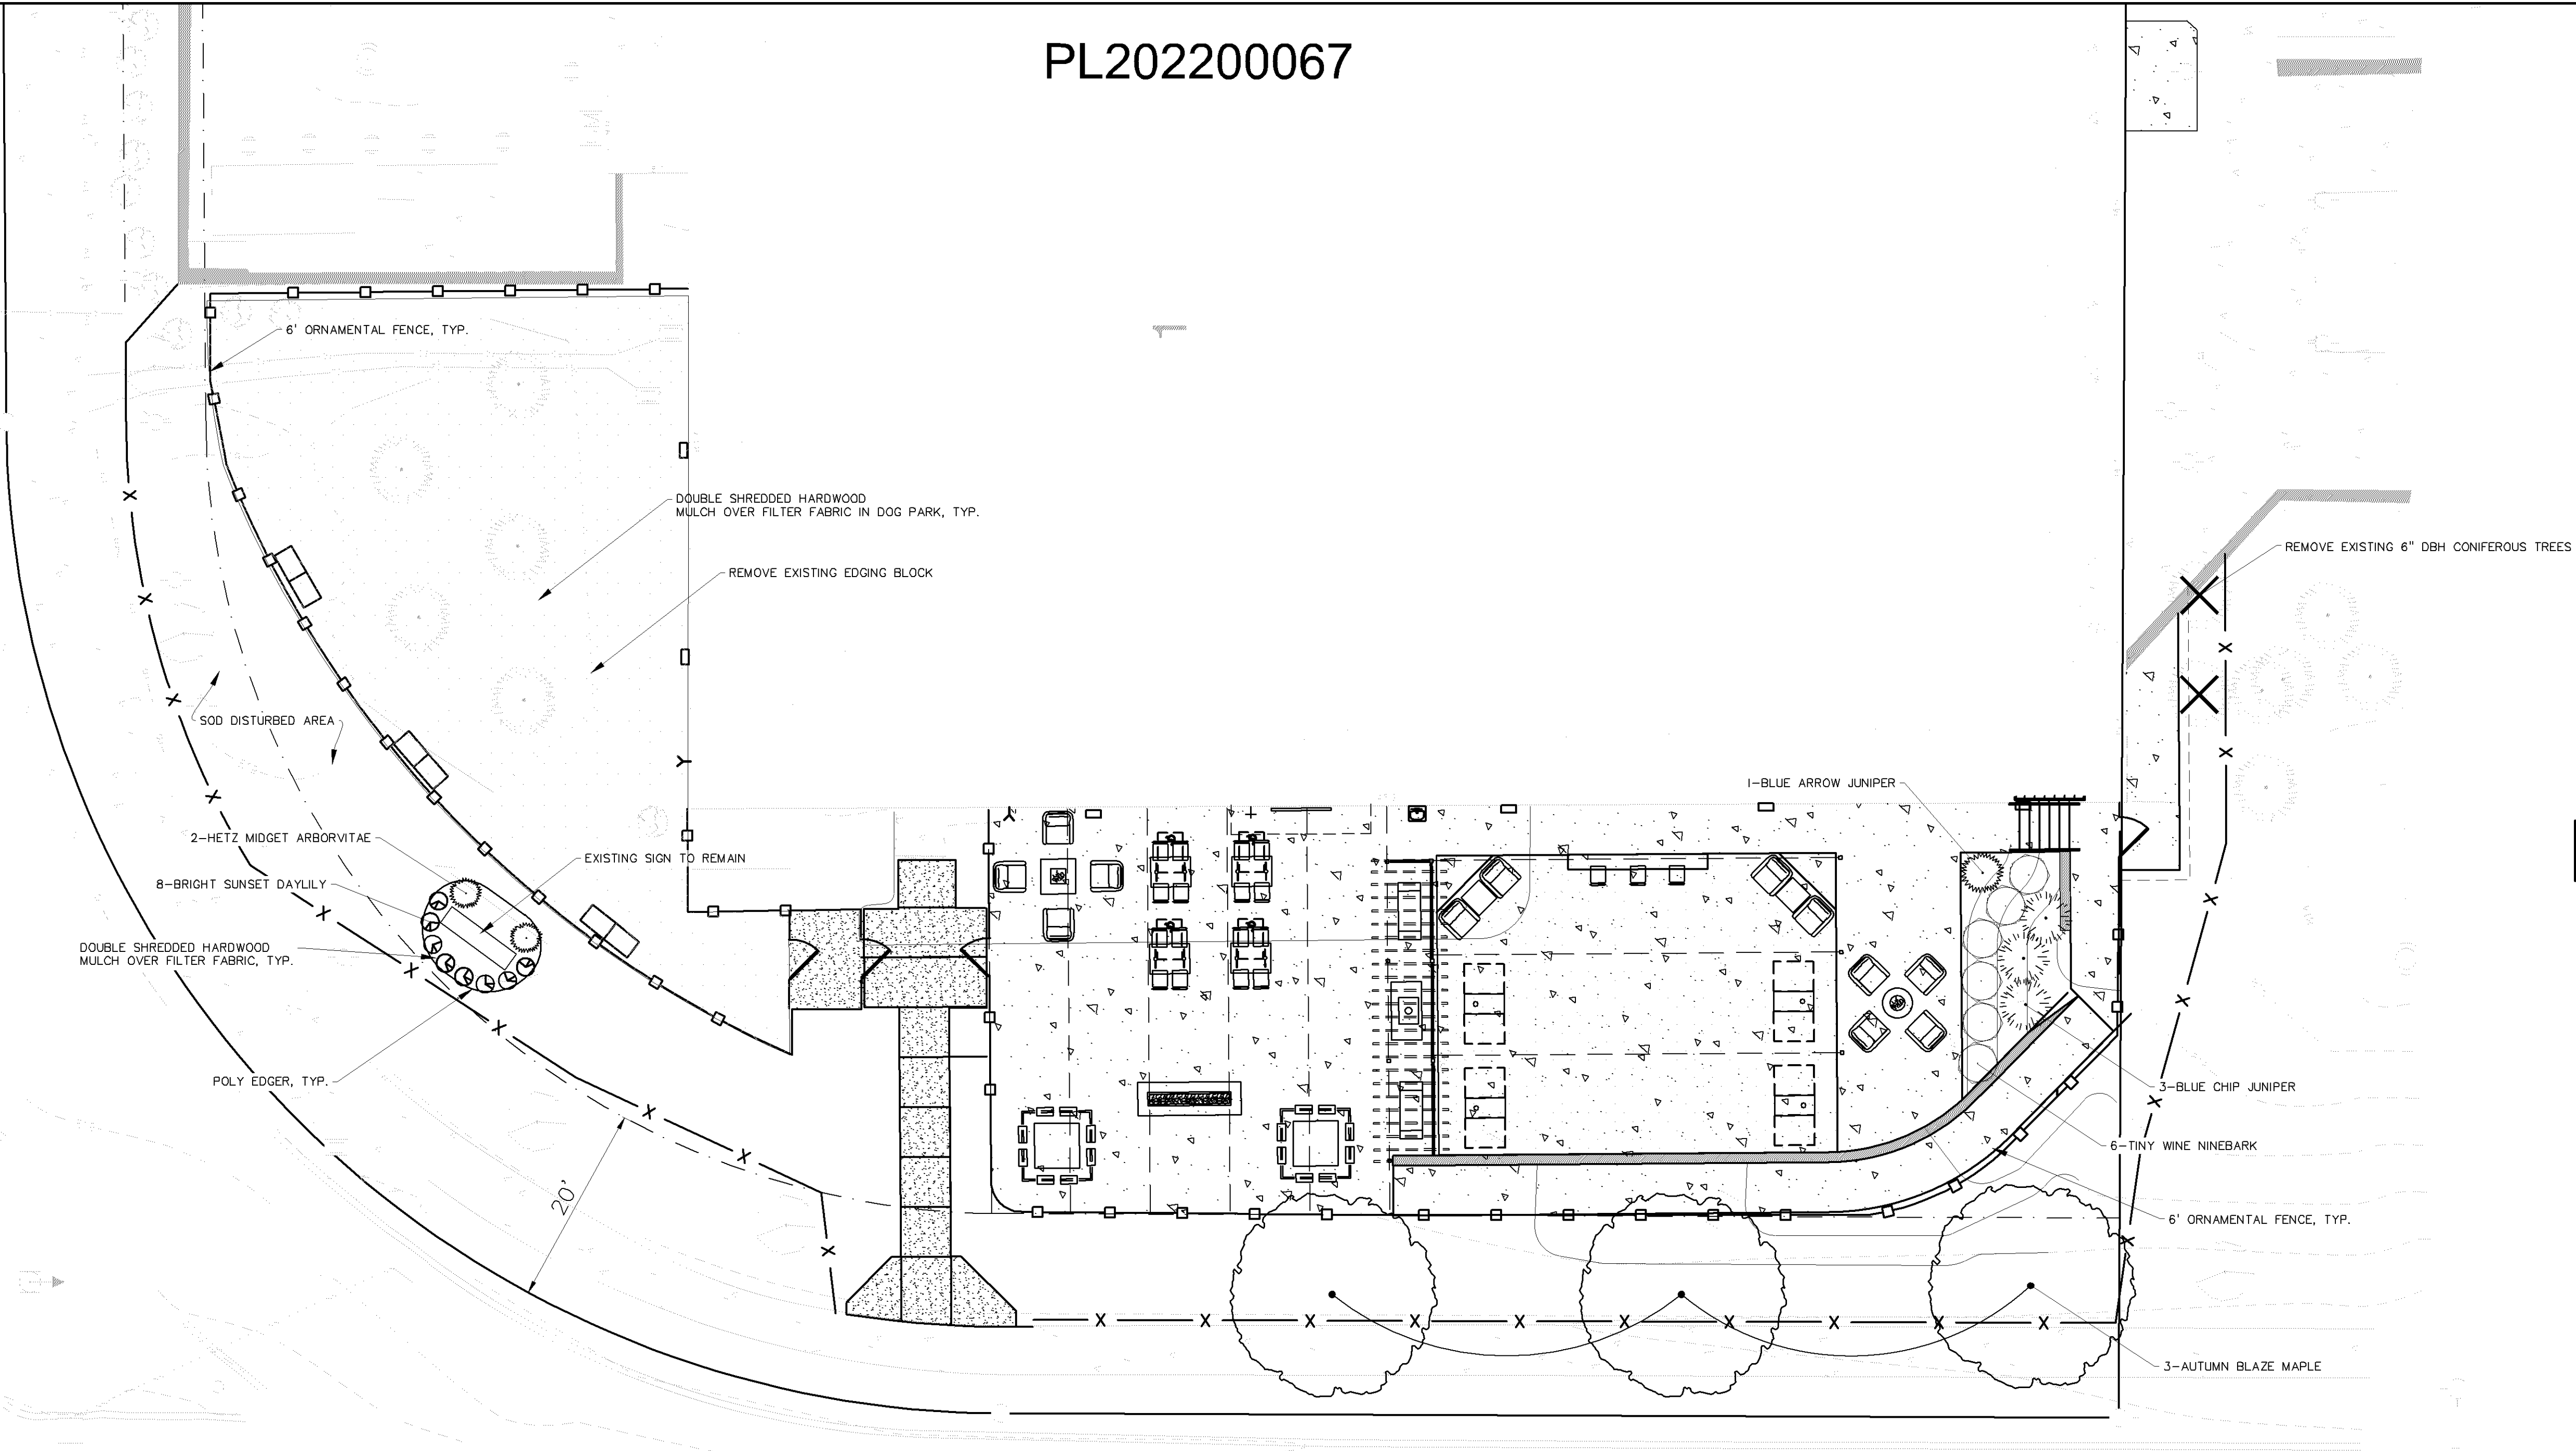 PL202200067
6' ORNAMENTAL FENCE, TYP.
DOUBLE SHREDDED HARDWOOD
MULCH OVER FILTER FABRIC IN DOG PARK, TYP.
REMOVE EXISTING 6" DBH CONIFEROUS TREES
REMOVE EXISTING EDGING BLOCK
SOD DISTURBED AREA
1-BLUE ARROW JUNIPER
2-HETZ MIDGET ARBORVITAE
EXISTING SIGN TO REMAIN
8-BRIGHT SUNSET DAYLILY
DOUBLE SHREDDED HARDWOOD
MULCH OVER FILTER FABRIC, TYP.
POLY EDGER, TYP.
3-BLUE CHIP JUNIPER
6-TINY WINE NINEBARK
20'
6' ORNAMENTAL FENCE, TYP.
3-AUTUMN BLAZE MAPLE